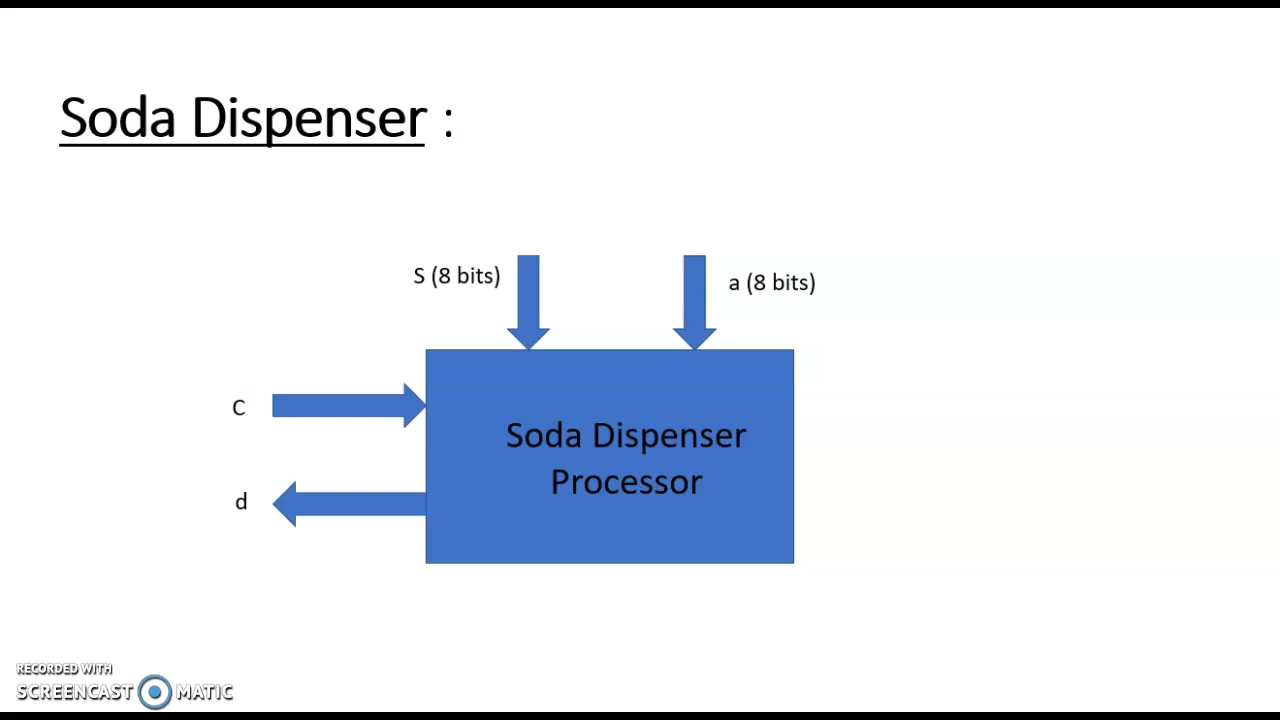 Soda Dispenser :
S (8 bits)
a (8 bits)
C
Soda Dispenser
Processor
d
RECORDED WITH
SCREENCAST MATIC